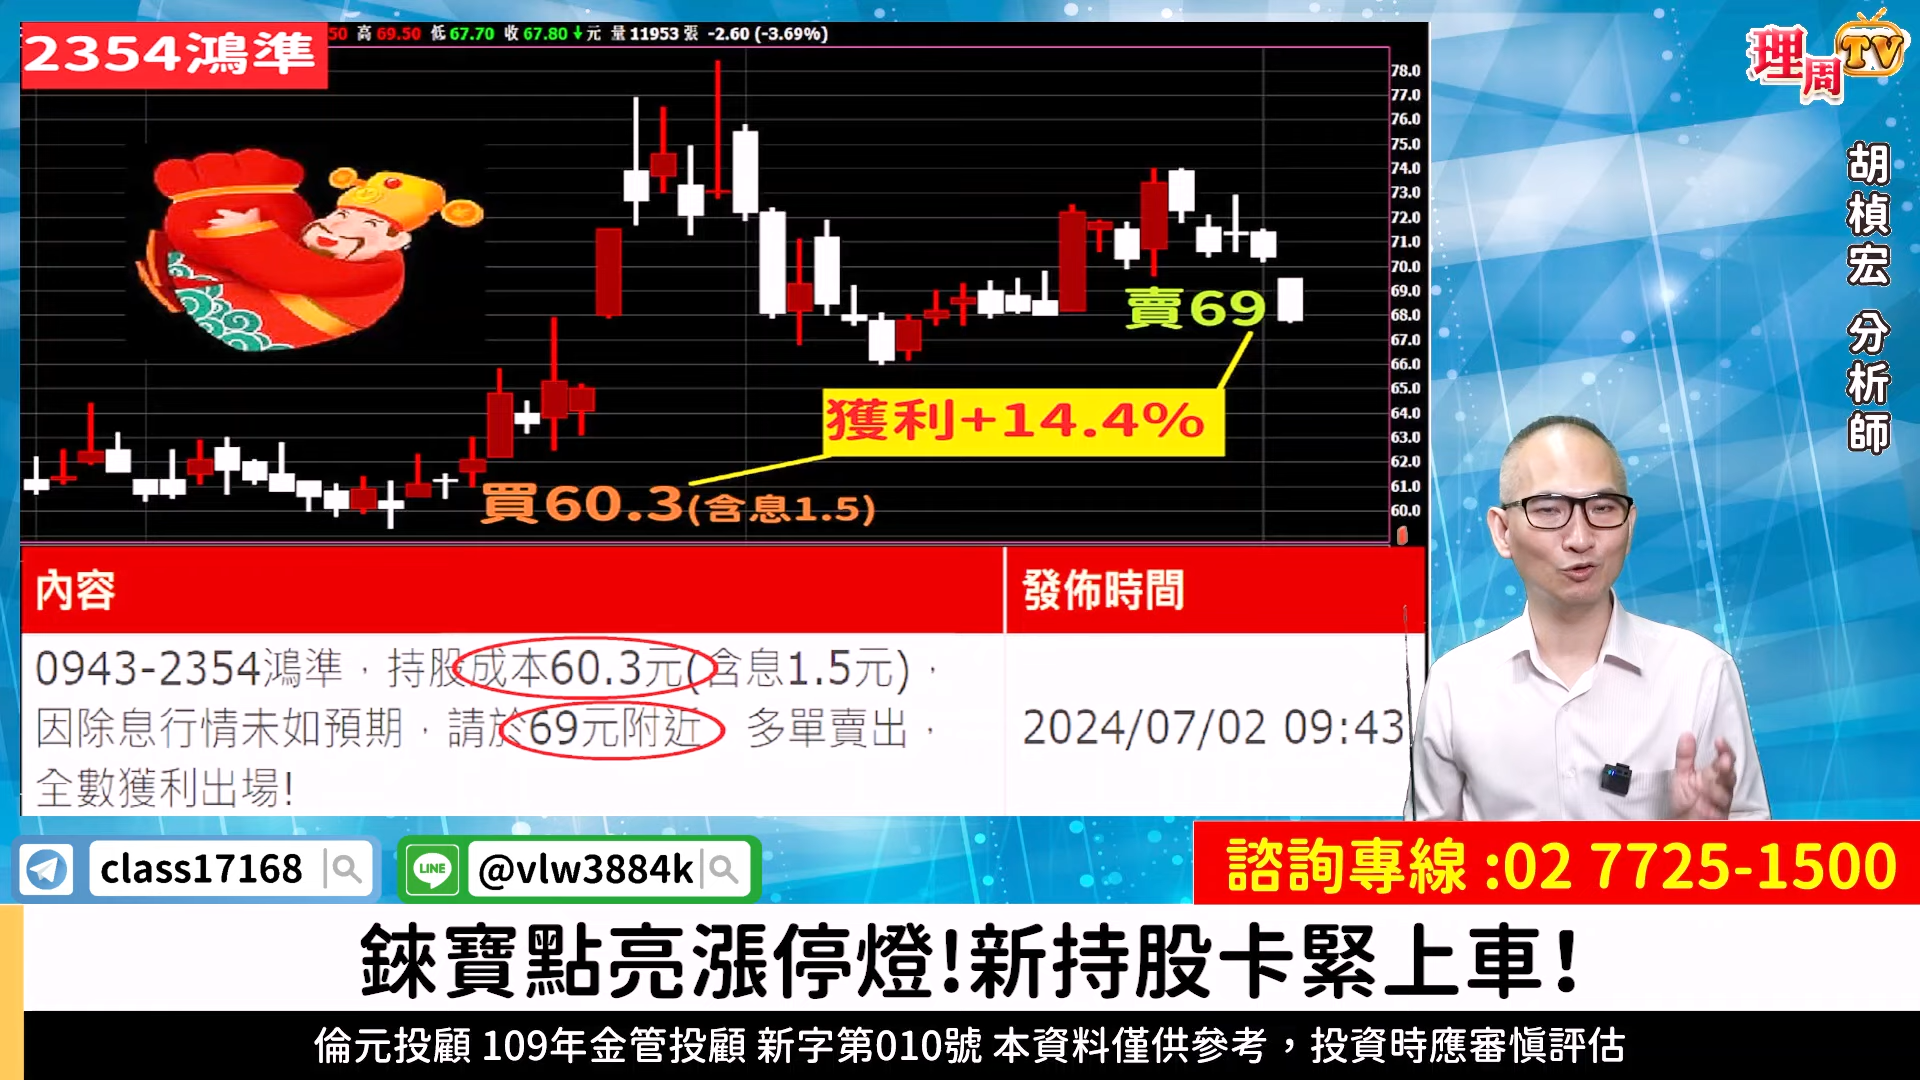 2354鴻準
50 高 69.50 低 67.70 收 67.80↓元 量 11953 張 -2.60 (-3.69%)
理周TV
胡楨宏 分析師
78.0
77.0
76.0
75.0
74.0
73.0
72.0
71.0
70.0
69.0
68.0
67.0
66.0
65.0
64.0
63.0
62.0
61.0
60.0
賣69
獲利+14.4%
買60.3(含息1.5)
內容
發佈時間
0943-2354鴻準，持股成本60.3元(含息1.5元)，
因除息行情未如預期，請於69元附近 多單賣出，
全數獲利出場!
2024/07/02 09:43
class17168
LINE
@vlw3884k
諮詢專線:02 7725-1500
錸寶點亮漲停燈!新持股卡緊上車!
倫元投顧 109年金管投顧 新字第010號 本資料僅供參考，投資時應審慎評估